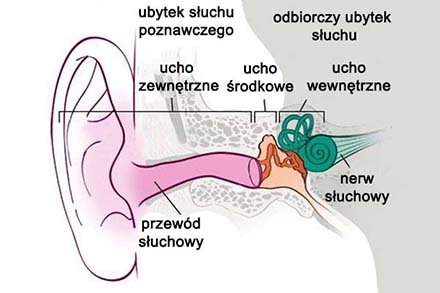 ubytek słuchu
poznawczego
odbiorczy ubytek
słuchu
ucho
zewnętrzne
ucho
środkowe
ucho
wewnętrzne
przewód
słuchowy
nerw
słuchowy